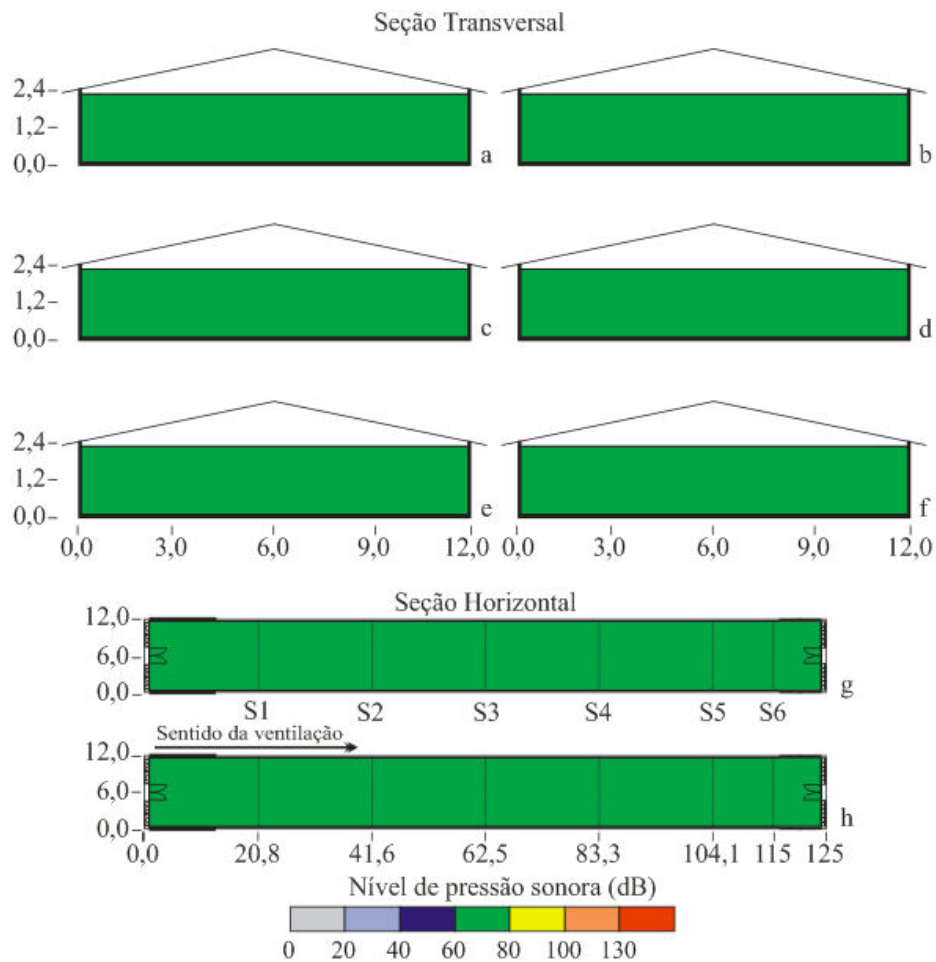 Seção Transversal
2,4
1,2
0,0
a
b
2,4
1,2
0,0
c
d
2,4
1,2
0,0
e
f
0,0 3,0 6,0 9,0 12,0 0,0 3,0 6,0 9,0 12,0
Seção Horizontal
12,0
6,0
0,0
g
S1 S2 S3 S4 S5 S6
Sentido da ventilação
12,0
6,0
0,0
h
0,0 20,8 41,6 62,5 83,3 104,1 115 125
Nível de pressão sonora (dB)
0 20 40 60 80 100 130